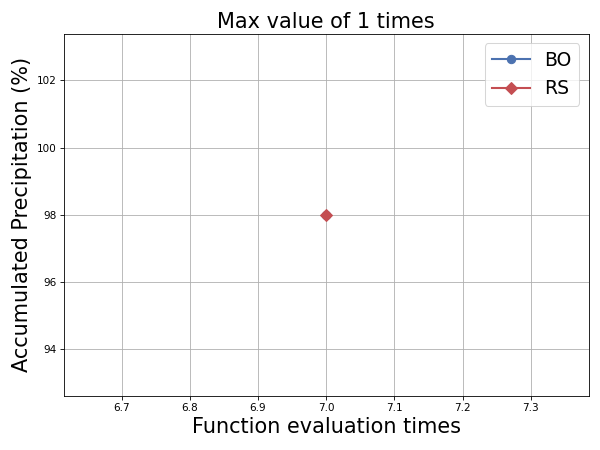 Max value of 1 times
BO
RS
Accumulated Precipitation (%)
102
100
98
96
94
6.7 6.8 6.9 7.0 7.1 7.2 7.3
Function evaluation times